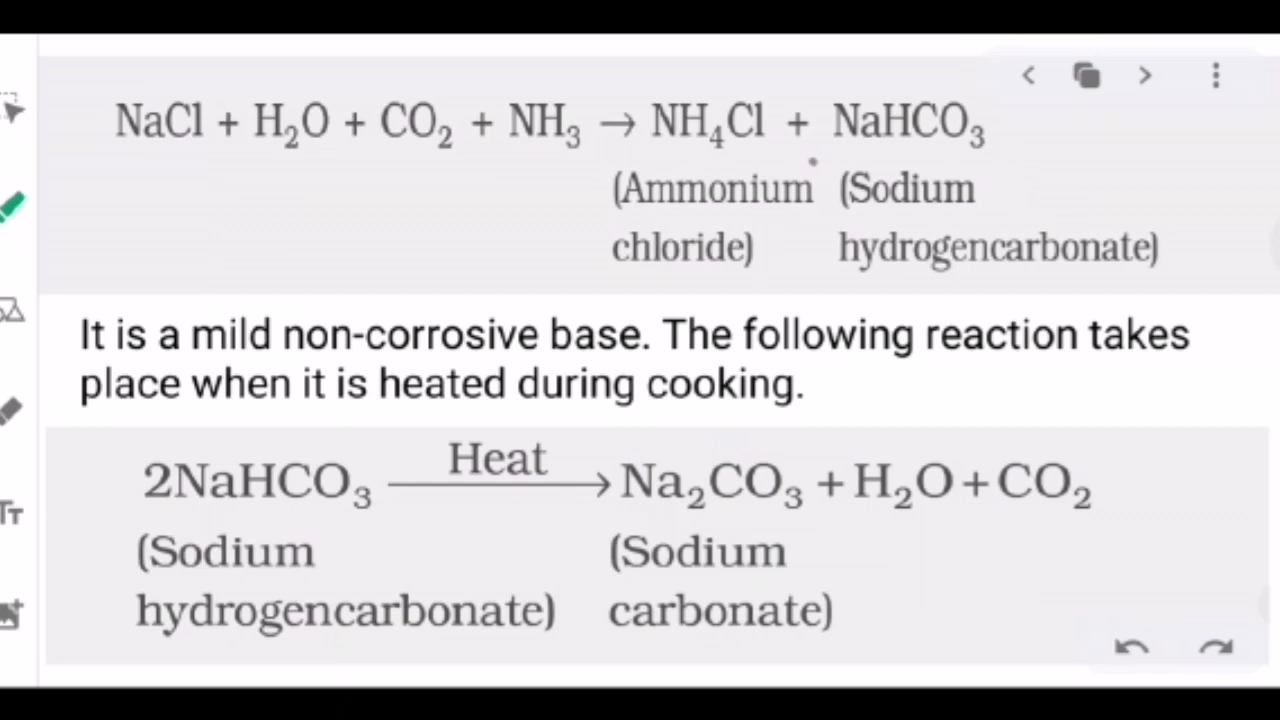 NaCl + H₂O + CO₂ + NH₃ → NH₄Cl + NaHCO₃
(Ammonium (Sodium
chloride) hydrogencarbonate)
It is a mild non-corrosive base. The following reaction takes
place when it is heated during cooking.
Heat
2NaHCO₃ → Na₂CO₃ + H₂O + CO₂
(Sodium (Sodium
hydrogencarbonate) carbonate)
Tт